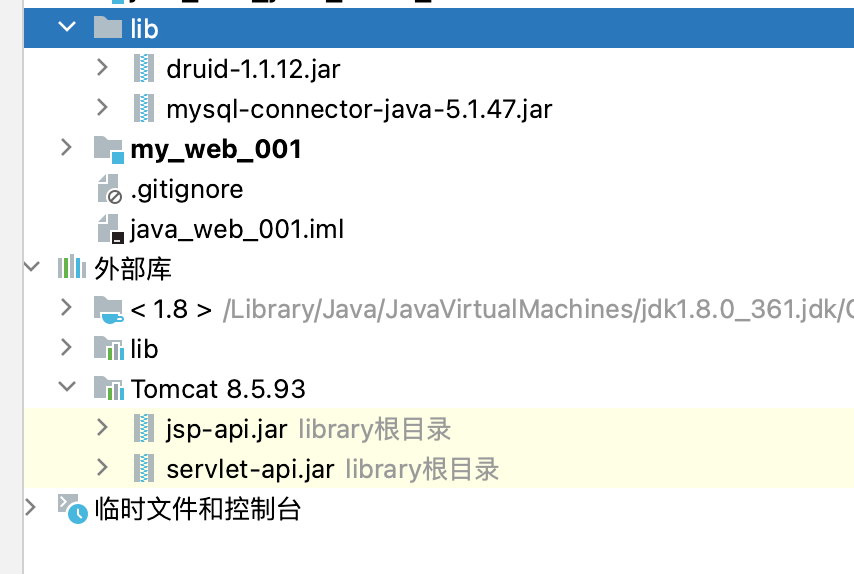 lib
druid-1.1.12.jar
mysql-connector-java-5.1.47.jar
my_web_001
.gitignore
java_web_001.iml
外部库
< 1.8 > /Library/Java/JavaVirtualMachines/jdk1.8.0_361.jdk/
lib
Tomcat 8.5.93
jsp-api.jar library根目录
servlet-api.jar library根目录
临时文件和控制台